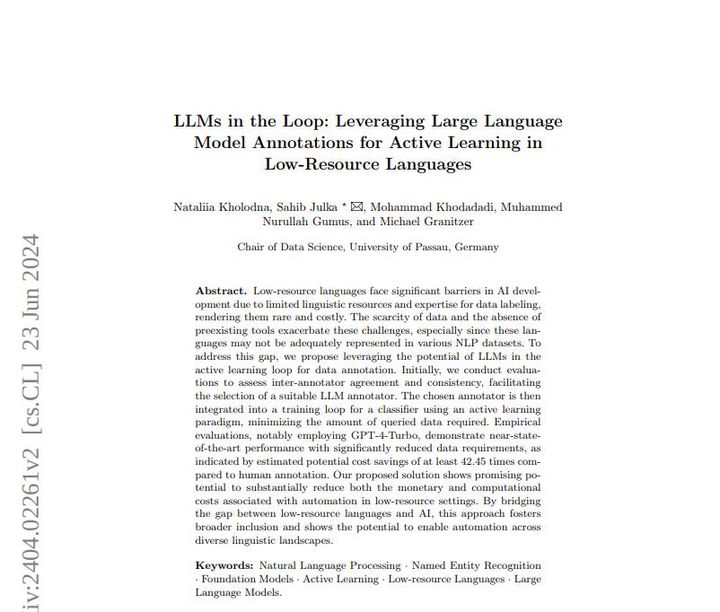 LLMs in the Loop: Leveraging Large Language
Model Annotations for Active Learning in
Low-Resource Languages
Nataliia Kholodna, Sahib Julka * ✉, Mohammad Khodadadi, Muhammed
Nurullah Gumus, and Michael Granitzer
Chair of Data Science, University of Passau, Germany
Abstract. Low-resource languages face significant barriers in AI devel-
opment due to limited linguistic resources and expertise for data labeling,
rendering them rare and costly. The scarcity of data and the absence of
preexisting tools exacerbate these challenges, especially since these lan-
guages may not be adequately represented in various NLP datasets. To
address this gap, we propose leveraging the potential of LLMs in the
active learning loop for data annotation. Initially, we conduct evalua-
tions to assess inter-annotator agreement and consistency, facilitating
the selection of a suitable LLM annotator. The chosen annotator is then
integrated into a training loop for a classifier using an active learning
paradigm, minimizing the amount of queried data required. Empirical
evaluations, notably employing GPT-4-Turbo, demonstrate near-state-
of-the-art performance with significantly reduced data requirements, as
indicated by estimated potential cost savings of at least 42.45 times com-
pared to human annotation. Our proposed solution shows promising po-
tential to substantially reduce both the monetary and computational
costs associated with automation in low-resource settings. By bridging
the gap between low-resource languages and AI, this approach fosters
broader inclusion and shows the potential to enable automation across
diverse linguistic landscapes.
Keywords: Natural Language Processing · Named Entity Recognition
· Foundation Models · Active Learning · Low-resource Languages · Large
Language Models.
iv:2404.02261v2 [cs.CL] 23 Jun 2024